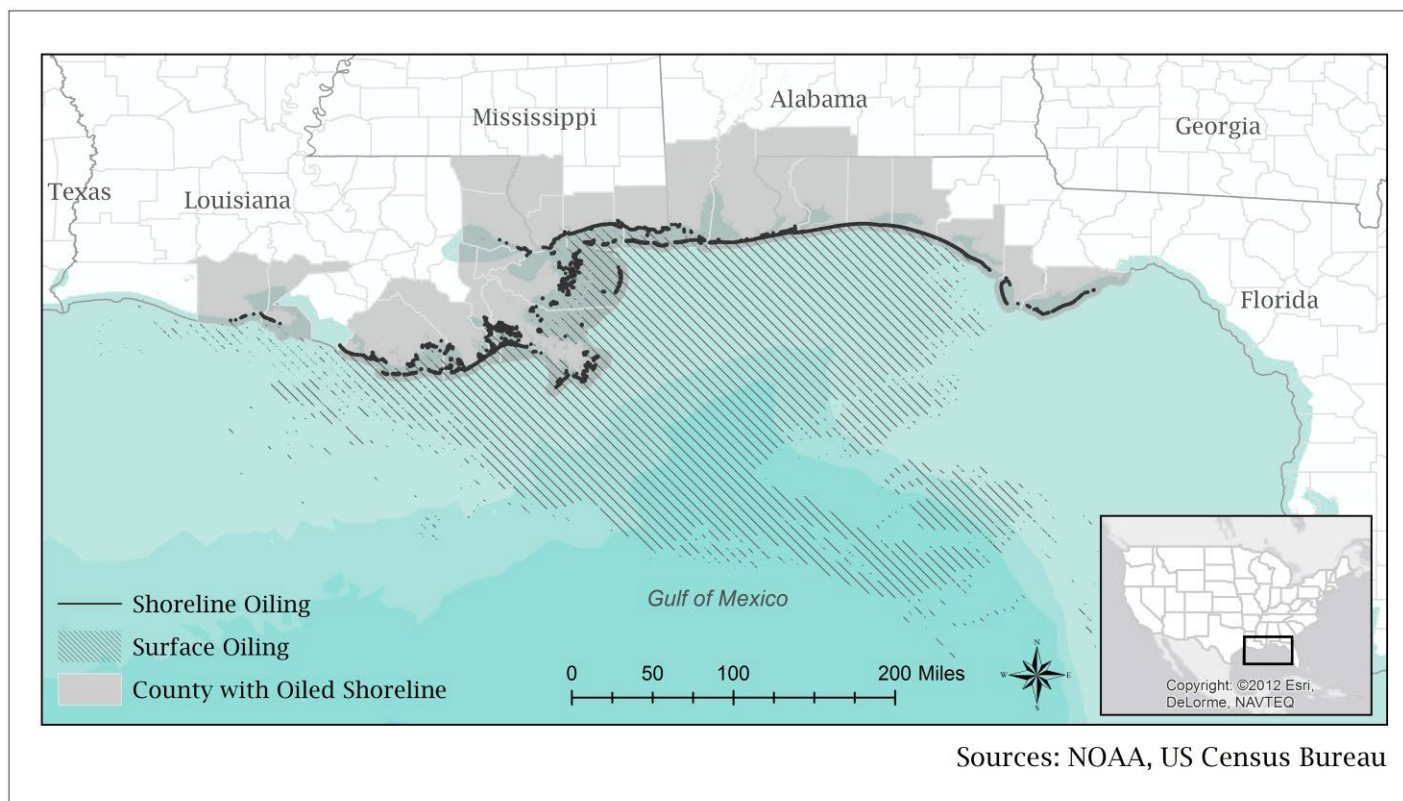 Mississippi
Alabama
Georgia
Texas
Louisiana
Florida
Gulf of Mexico
Shoreline Oiling
Surface Oiling
County with Oiled Shoreline
0 50 100 200 Miles
N
W E
S
Copyright: ©2012 Esri,
DeLorme, NAVTEQ
Sources: NOAA, US Census Bureau